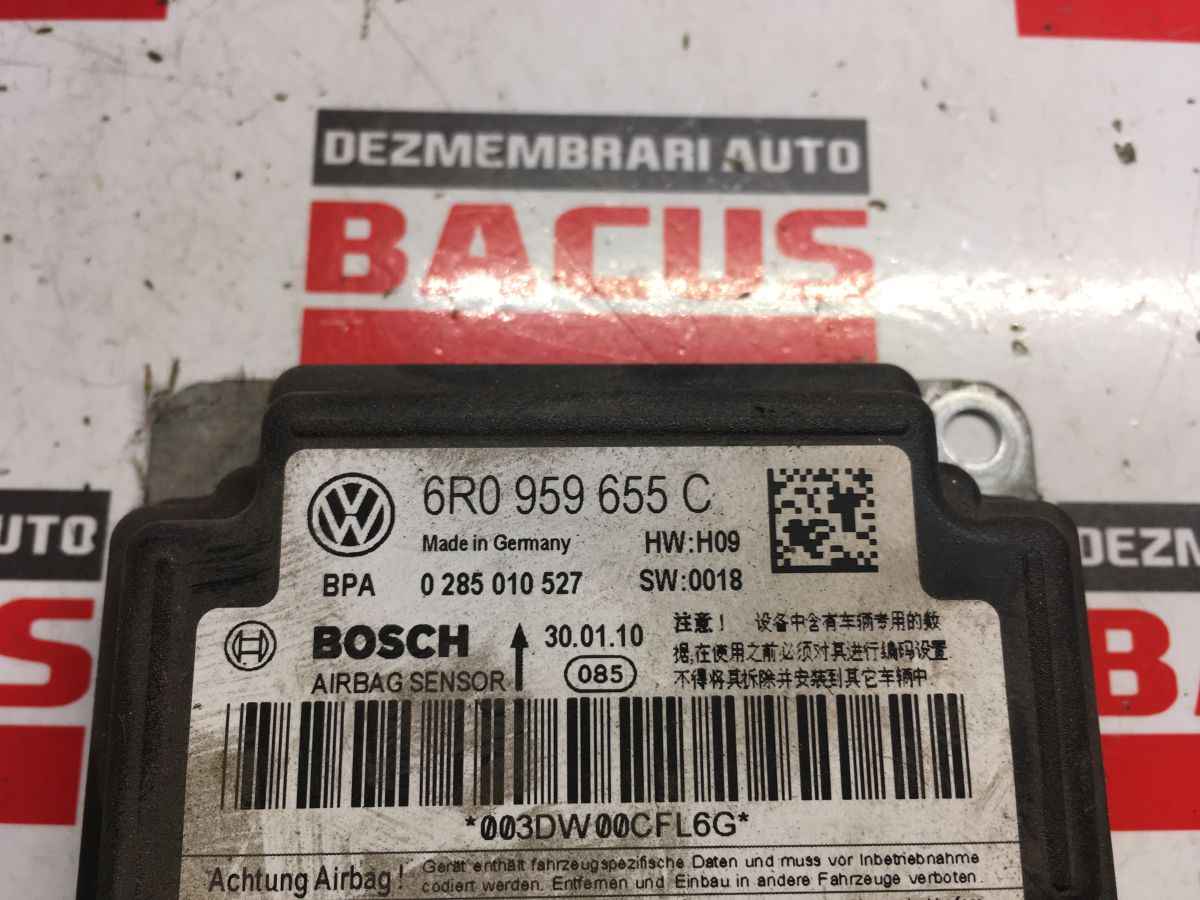 DEZMEMBRARI AUTO
BACUS
UTO
DEZN
S
BA
6R0 959 655 C
Made in Germany
HW:H09
BPA
0 285 010 527
SW:0018
BOSCH
30.01.10
AIRBAG SENSOR
085
注意！ 设备中含有车辆专用的数
据,在使用之前必须对其进行编码设置.
不得将其拆除并安装到其它车辆中.
*003DW00CFL6G*
Achtung Airbag!
Gerät enthält fahrzeugspezifische Daten und muss vor Inbetriebnahme
codiert werden. Entfernen und Einbau in andere Fahrzeuge verboten.